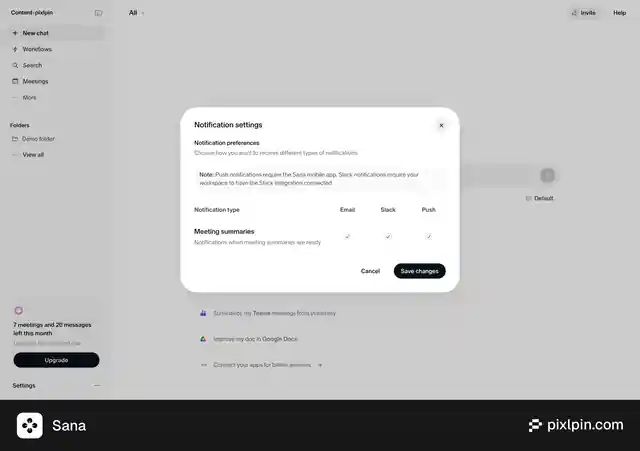 Content-pixlpin
All
Invite
Help
New chat
Workflows
Search
Meetings
More
Folders
Demo folder
View all
Notification settings
Notification preferences
Choose how you want to receive different types of notifications
Note: Push notifications require the Sana mobile app. Slack notifications require your
workspace to have the Slack integration connected
Notification type Email Slack Push
Meeting summaries
Notifications when meeting summaries are ready
Cancel Save changes
Default
Summarize my Teams meetings from yesterday
Improve my doc in Google Docs
Connect your apps for better answers
7 meetings and 20 messages
left this month
Upgrade
Settings
Sana
pixlpin.com